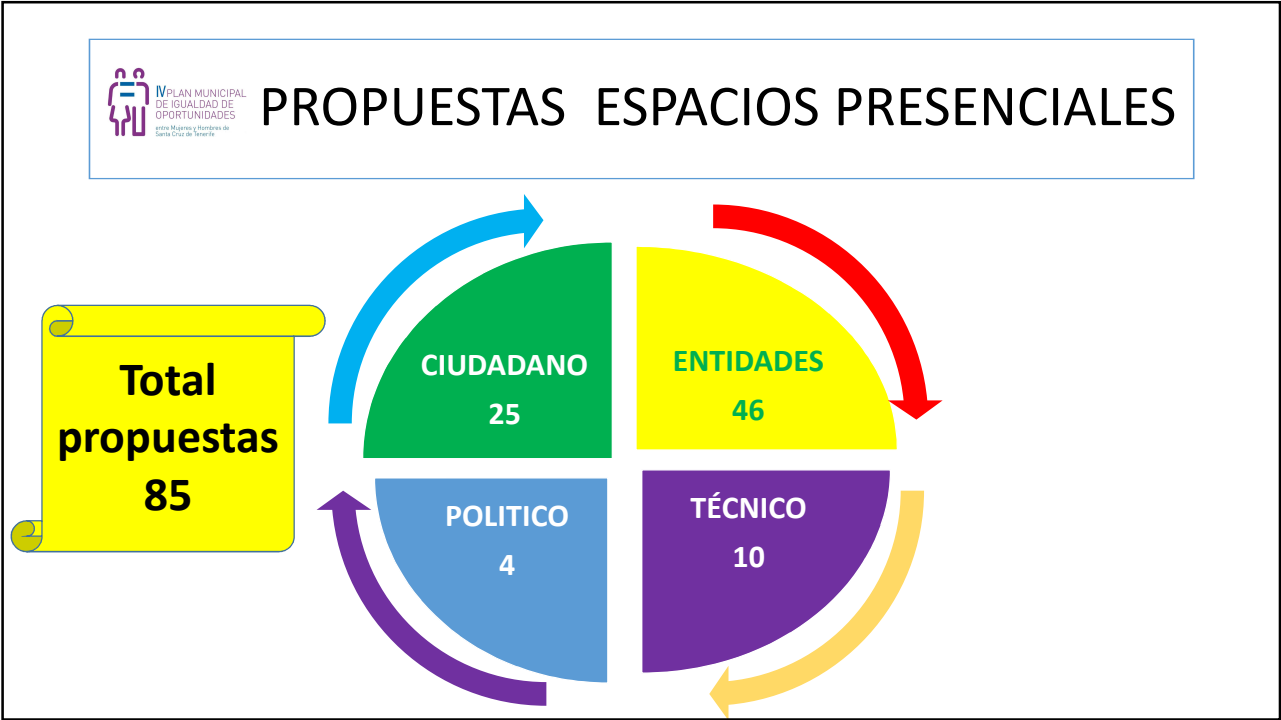 IV PLAN MUNICIPAL
DE IGUALDAD DE
OPORTUNIDADES
entre Mujeres y Hombres de
Santa Cruz de Tenerife
PROPUESTAS ESPACIOS PRESENCIALES
Total
propuestas
85
CIUDADANO
25
ENTIDADES
46
POLITICO
4
TÉCNICO
10